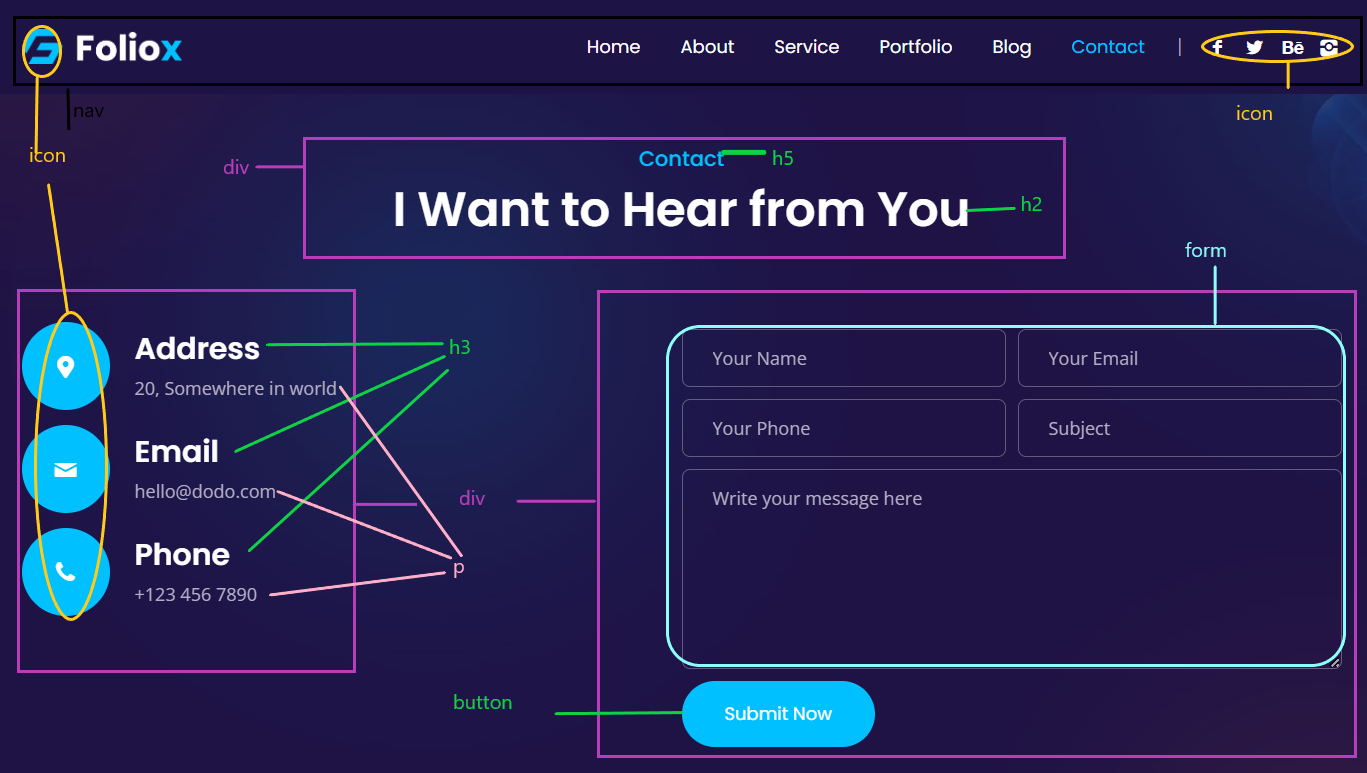 Foliox Home About Service Portfolio Blog Contact | f Bē
nav
icon
icon
div
Contact
h5
I Want to Hear from You
h2
form
Address
h3
20, Somewhere in world
Email
hello@dodo.com
Phone
+123 456 7890
div
p
Your Name Your Email
Your Phone Subject
Write your message here
button
Submit Now